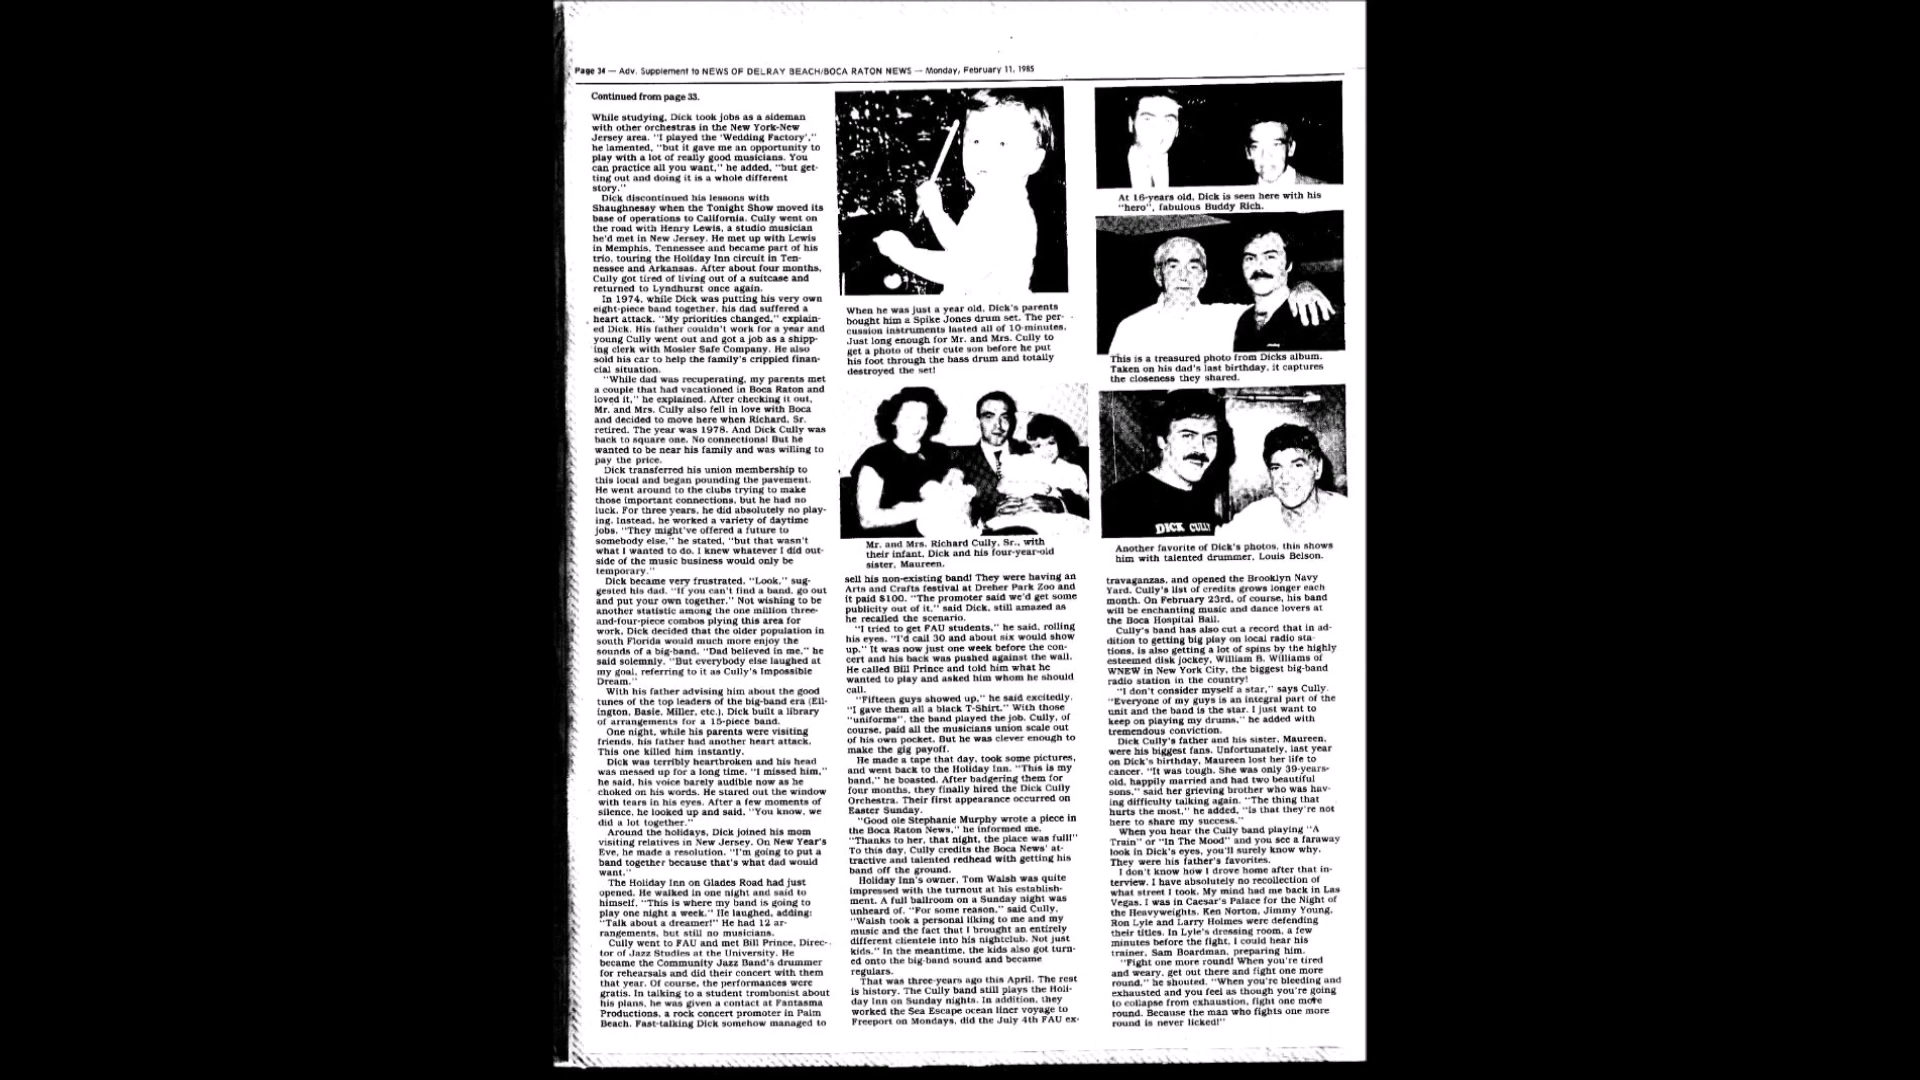 Page 34 — Adv. Supplement to NEWS OF DELRAY BEACH/BOCA RATON NEWS — Monday, February 11, 1985
Continued from page 33.
While studying, Dick took jobs as a sideman
with other orchestras in the New York-New
Jersey area. "I played the 'Wedding Factory',"
he lamented, "but it gave me an opportunity to
play with a lot of really good musicians. You
can practice all you want," he added, "but get-
ting out and doing it is a whole different
story."
Dick discontinued his lessons with
Shaughnessy when the Tonight Show moved its
base of operations to California. Cully went on
the road with Henry Lewis, a studio musician
he'd met in New Jersey. He met up with Lewis
in Memphis, Tennessee and became part of his
trio, touring the Holiday Inn circuit in Ten-
nessee and Arkansas. After about four months,
Cully got tired of living out of a suitcase and
returned to Lyndhurst once again.
In 1974, while Dick was putting his very own
eight-piece band together, his dad suffered a
heart attack. "My priorities changed," explain-
ed Dick. His father couldn't work for a year and
young Cully went out and got a job as a shipp-
ing clerk with Mosler Safe Company. He also
sold his car to help the family's crippled finan-
cial situation.
"While dad was recuperating, my parents met
a couple that had vacationed in Boca Raton and
loved it," he explained. After checking it out,
Mr. and Mrs. Cully also fell in love with Boca
and decided to move here when Richard, Sr.
retired. The year was 1978. And Dick Cully was
back to square one. No connections! But he
wanted to be near his family and was willing to
pay the price.
Dick transferred his union membership to
this local and began pounding the pavement.
He went around to the clubs trying to make
those important connections, but he had no
luck. For three years, he did absolutely no play-
ing. Instead, he worked a variety of daytime
jobs. "They might've offered a future to
somebody else," he stated, "but that wasn't
what I wanted to do. I knew whatever I did out-
side of the music business would only be
temporary."
Dick became very frustrated. "Look," sug-
gested his dad. "If you can't find a band, go out
and put your own together." Not wishing to be
another statistic among the one million three-
and-four-piece combos plying this area for
work, Dick decided that the older population in
south Florida would much more enjoy the
sounds of a big-band. "Dad believed in me," he
said solemnly. "But everybody else laughed at
my goal, referring to it as Cully's Impossible
Dream."
With his father advising him about the good
tunes of the top leaders of the big-band era (Ell-
ington, Basie, Miller, etc.), Dick built a library
of arrangements for a 15-piece band.
One night, while his parents were visiting
friends, his father had another heart attack.
This one killed him instantly.
Dick was terribly heartbroken and his head
was messed up for a long time. "I missed him,"
he said, his voice barely audible now as he
choked on his words. He stared out the window
with tears in his eyes. After a few moments of
silence, he looked up and said, "You know, we
did a lot together."
Around the holidays, Dick joined his mom
visiting relatives in New Jersey. On New Year's
Eve, he made a resolution. "I'm going to put a
band together because that's what dad would
want."
The Holiday Inn on Glades Road had just
opened. He walked in one night and said to
himself, "This is where my band is going to
play one night a week." He laughed, adding:
"Talk about a dreamer!" He had 12 ar-
rangements, but still no musicians.
Cully went to FAU and met Bill Prince, Direc-
tor of Jazz Studies at the University. He
became the Community Jazz Band's drummer
for rehearsals and did their concert with them
that year. Of course, the performances were
gratis. In talking to a student trombonist about
his plans, he was given a contact at Fantasma
Productions, a rock concert promoter in Palm
Beach. Fast-talking Dick somehow managed to
When he was just a year old, Dick's parents
bought him a Spike Jones drum set. The per-
cussion instruments lasted all of 10-minutes.
Just long enough for Mr. and Mrs. Cully to
get a photo of their cute son before he put
his foot through the bass drum and totally
destroyed the set!
Mr. and Mrs. Richard Cully, Sr., with
their infant, Dick and his four-year-old
sister, Maureen.
sell his non-existing band! They were having an
Arts and Crafts festival at Dreher Park Zoo and
it paid $100. "The promoter said we'd get some
publicity out of it," said Dick, still amazed as
he recalled the scenario.
"I tried to get FAU students," he said, rolling
his eyes. "I'd call 30 and about six would show
up." It was now just one week before the con-
cert and his back was pushed against the wall.
He called Bill Prince and told him what he
wanted to play and asked him whom he should
call.
"Fifteen guys showed up," he said excitedly.
"I gave them all a black T-Shirt." With those
"uniforms", the band played the job. Cully, of
course, paid all the musicians union scale out
of his own pocket. But he was clever enough to
make the gig payoff.
He made a tape that day, took some pictures,
and went back to the Holiday Inn. "This is my
band," he boasted. After badgering them for
four months, they finally hired the Dick Cully
Orchestra. Their first appearance occurred on
Easter Sunday.
"Good ole Stephanie Murphy wrote a piece in
the Boca Raton News," he informed me.
"Thanks to her, that night, the place was full!"
To this day, Cully credits the Boca News' at-
tractive and talented redhead with getting his
band off the ground.
Holiday Inn's owner, Tom Walsh was quite
impressed with the turnout at his establish-
ment. A full ballroom on a Sunday night was
unheard of. "For some reason," said Cully,
"Walsh took a personal liking to me and my
music and the fact that I brought an entirely
different clientele into his nightclub. Not just
kids." In the meantime, the kids also got turn-
ed onto the big-band sound and became
regulars.
That was three-years ago this April. The rest
is history. The Cully band still plays the Holi-
day Inn on Sunday nights. In addition, they
worked the Sea Escape ocean liner voyage to
Freeport on Mondays, did the July 4th FAU ex-
At 16-years old, Dick is seen here with his
"hero", fabulous Buddy Rich.
This is a treasured photo from Dicks album.
Taken on his dad's last birthday, it captures
the closeness they shared.
DICK CULLY
Another favorite of Dick's photos, this shows
him with talented drummer, Louis Belson.
travaganzas, and opened the Brooklyn Navy
Yard. Cully's list of credits grows longer each
month. On February 23rd, of course, his band
will be enchanting music and dance lovers at
the Boca Hospital Ball.
Cully's band has also cut a record that in ad-
dition to getting big play on local radio sta-
tions, is also getting a lot of spins by the highly
esteemed disk jockey, William B. Williams of
WNEW in New York City, the biggest big-band
radio station in the country!
"I don't consider myself a star," says Cully.
"Everyone of my guys is an integral part of the
unit and the band is the star. I just want to
keep on playing my drums," he added with
tremendous conviction.
Dick Cully's father and his sister, Maureen,
were his biggest fans. Unfortunately, last year
on Dick's birthday, Maureen lost her life to
cancer. "It was tough. She was only 39-years-
old, happily married and had two beautiful
sons," said her grieving brother who was hav-
ing difficulty talking again. "The thing that
hurts the most," he added, "is that they're not
here to share my success."
When you hear the Cully band playing "A
Train" or "In The Mood" and you see a faraway
look in Dick's eyes, you'll surely know why.
They were his father's favorites.
I don't know how I drove home after that in-
terview. I have absolutely no recollection of
what street I took. My mind had me back in Las
Vegas. I was in Caesar's Palace for the Night of
the Heavyweights. Ken Norton, Jimmy Young,
Ron Lyle and Larry Holmes were defending
their titles. In Lyle's dressing room, a few
minutes before the fight, I could hear his
trainer, Sam Boardman, preparing him.
"Fight one more round! When you're tired
and weary, get out there and fight one more
round," he shouted. "When you're bleeding and
exhausted and you feel as though you're going
to collapse from exhaustion, fight one more
round. Because the man who fights one more
round is never licked!"